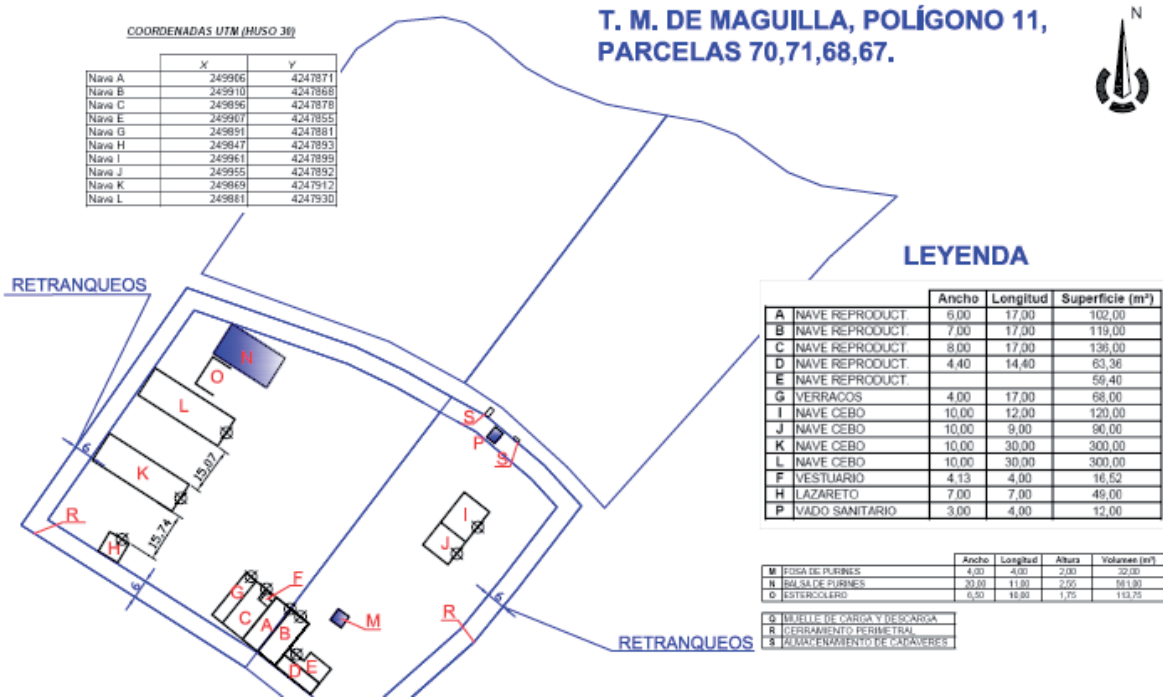 T. M. DE MAGUILLA, POLÍGONO 11,
PARCELAS 70,71,68,67.
N
COORDENADAS UTM (HUSO 30)
X Y
Nave A 249906 4247871
Nave B 249910 4247868
Nave C 249896 4247878
Nave E 249907 4247855
Nave G 249891 4247881
Nave H 249847 4247893
Nave I 249961 4247899
Nave J 249955 4247892
Nave K 249869 4247912
Nave L 249881 4247930
RETRANQUEOS
LEYENDA
Ancho Longitud Superficie (m²)
A NAVE REPRODUCT. 6,00 17,00 102,00
B NAVE REPRODUCT. 7,00 17,00 119,00
C NAVE REPRODUCT. 8,00 17,00 136,00
D NAVE REPRODUCT. 4,40 14,40 63,36
E NAVE REPRODUCT. 59,40
G VERRACOS 4,00 17,00 68,00
I NAVE CEBO 10,00 12,00 120,00
J NAVE CEBO 10,00 9,00 90,00
K NAVE CEBO 10,00 30,00 300,00
L NAVE CEBO 10,00 30,00 300,00
F VESTUARIO 4,13 4,00 16,52
H LAZARETO 7,00 7,00 49,00
P VADO SANITARIO 3,00 4,00 12,00
Ancho Longitud Altura Volumen (m³)
M FOSA DE PURINES 4,00 4,00 2,00 32,00
N BALSA DE PURINES 20,00 11,00 2,55 561,00
O ESTERCOLERO 6,50 10,00 1,75 113,75
Q MUELLE DE CARGA Y DESCARGA
R CERRAMIENTO PERIMETRAL
S ALMACENAMIENTO DE CADÁVERES
N
O
L
S
P
S
6
15,07
K
I
R
J
15,74
H
6
F
G
6
C
A
B
M
R
D
E
RETRANQUEOS